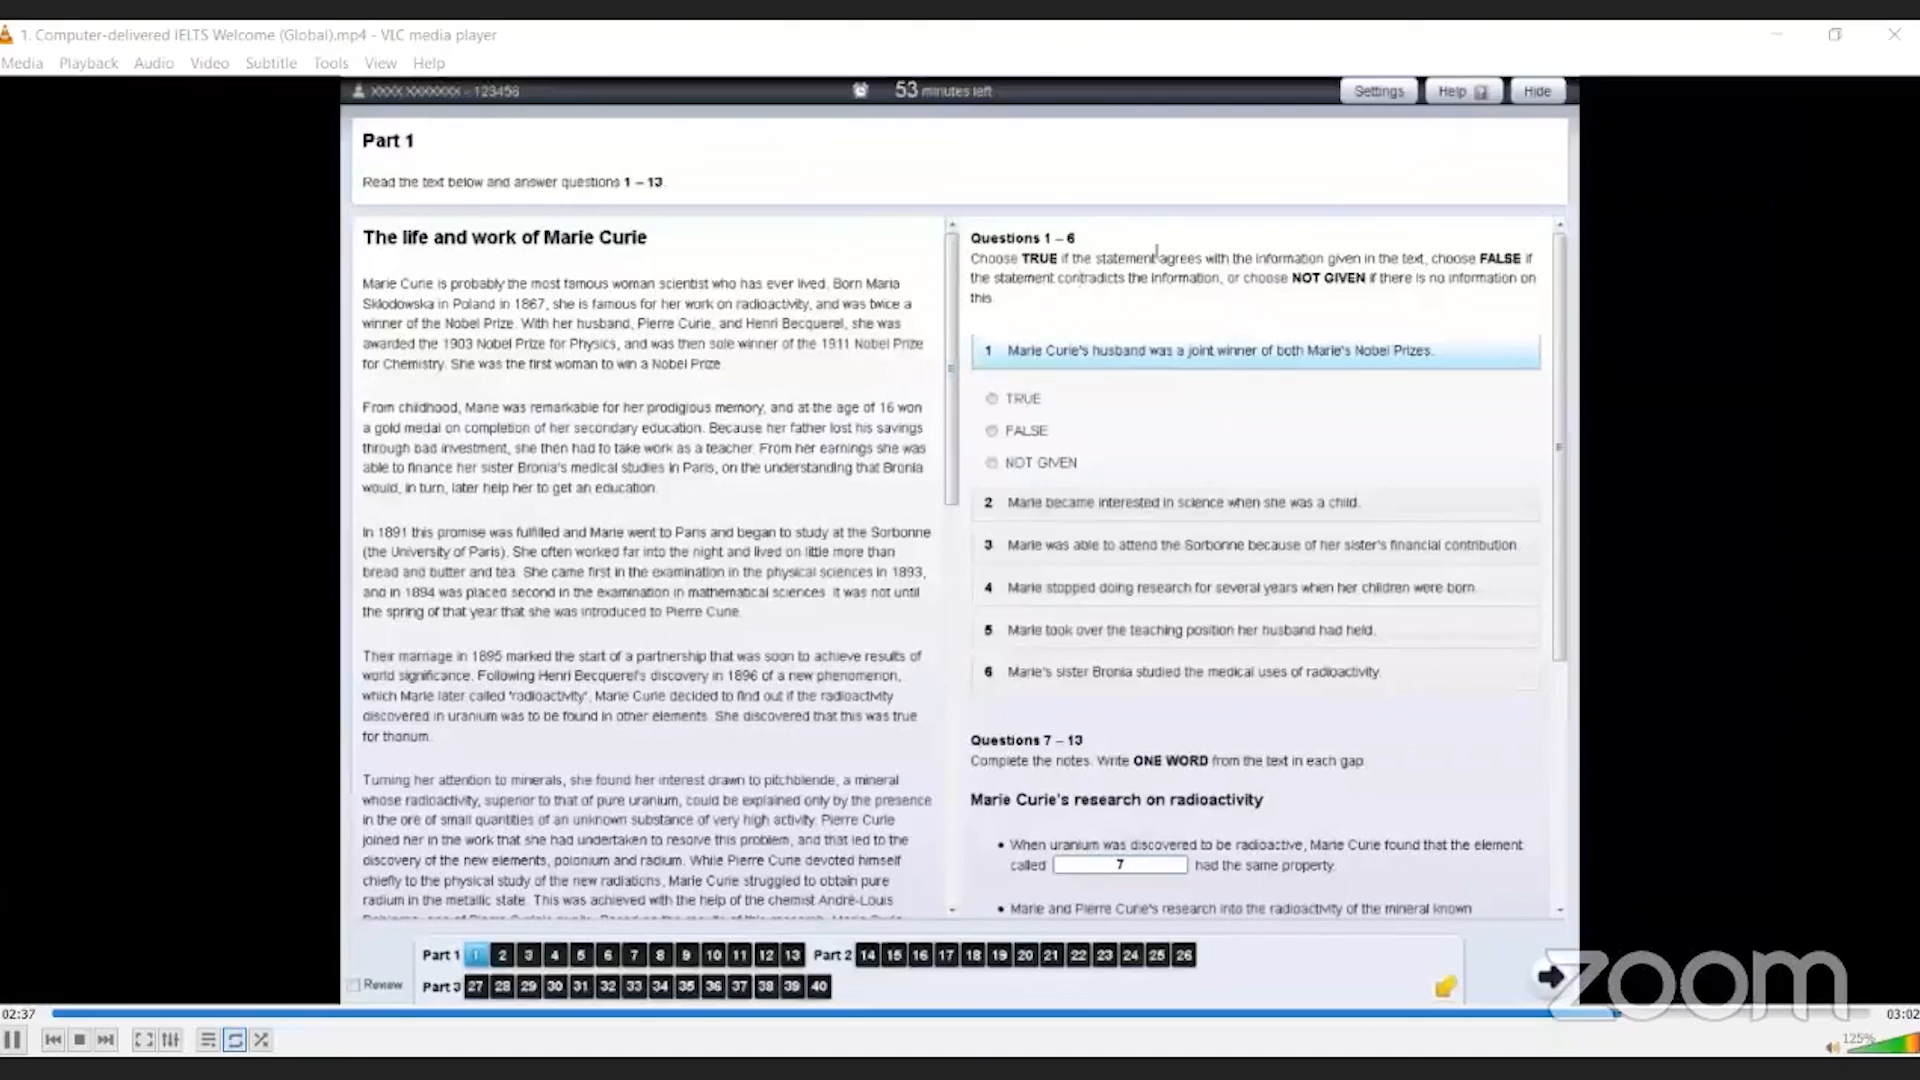 1. Computer-delivered IELTS Welcome (Global).mp4 - VLC media player
Media Playback Audio Video Subtitle Tools View Help
XXXX XXXXXXX - 123456
53 minutes left
Settings Help Hide
Part 1
Read the text below and answer questions 1 – 13.
The life and work of Marie Curie
Marie Curie is probably the most famous woman scientist who has ever lived. Born Maria
Sklodowska in Poland in 1867, she is famous for her work on radioactivity, and was twice a
winner of the Nobel Prize. With her husband, Pierre Curie, and Henri Becquerel, she was
awarded the 1903 Nobel Prize for Physics, and was then sole winner of the 1911 Nobel Prize
for Chemistry. She was the first woman to win a Nobel Prize.
From childhood, Marie was remarkable for her prodigious memory, and at the age of 16 won
a gold medal on completion of her secondary education. Because her father lost his savings
through bad investment, she then had to take work as a teacher. From her earnings she was
able to finance her sister Bronia's medical studies in Paris, on the understanding that Bronia
would, in turn, later help her to get an education.
In 1891 this promise was fulfilled and Marie went to Paris and began to study at the Sorbonne
(the University of Paris). She often worked far into the night and lived on little more than
bread and butter and tea. She came first in the examination in the physical sciences in 1893,
and in 1894 was placed second in the examination in mathematical sciences. It was not until
the spring of that year that she was introduced to Pierre Curie.
Their marriage in 1895 marked the start of a partnership that was soon to achieve results of
world significance. Following Henri Becquerel's discovery in 1896 of a new phenomenon,
which Marie later called 'radioactivity', Marie Curie decided to find out if the radioactivity
discovered in uranium was to be found in other elements. She discovered that this was true
for thorium.
Turning her attention to minerals, she found her interest drawn to pitchblende, a mineral
whose radioactivity, superior to that of pure uranium, could be explained only by the presence
in the ore of small quantities of an unknown substance of very high activity. Pierre Curie
joined her in the work that she had undertaken to resolve this problem, and that led to the
discovery of the new elements, polonium and radium. While Pierre Curie devoted himself
chiefly to the physical study of the new radiations, Marie Curie struggled to obtain pure
radium in the metallic state. This was achieved with the help of the chemist André-Louis
Questions 1 – 6
Choose TRUE if the statement agrees with the information given in the text, choose FALSE if
the statement contradicts the information, or choose NOT GIVEN if there is no information on
this.
1 Marie Curie's husband was a joint winner of both Marie's Nobel Prizes.
TRUE
FALSE
NOT GIVEN
2 Marie became interested in science when she was a child.
3 Marie was able to attend the Sorbonne because of her sister's financial contribution.
4 Marie stopped doing research for several years when her children were born.
5 Marie took over the teaching position her husband had held.
6 Marie's sister Bronia studied the medical uses of radioactivity.
Questions 7 – 13
Complete the notes. Write ONE WORD from the text in each gap.
Marie Curie's research on radioactivity
• When uranium was discovered to be radioactive, Marie Curie found that the element
called 7 had the same property.
• Marie and Pierre Curie's research into the radioactivity of the mineral known
Part 1 1 2 3 4 5 6 7 8 9 10 11 12 13 Part 2 14 15 16 17 18 19 20 21 22 23 24 25 26
Review Part 3 27 28 29 30 31 32 33 34 35 36 37 38 39 40
zoom
02:37
03:02
125%